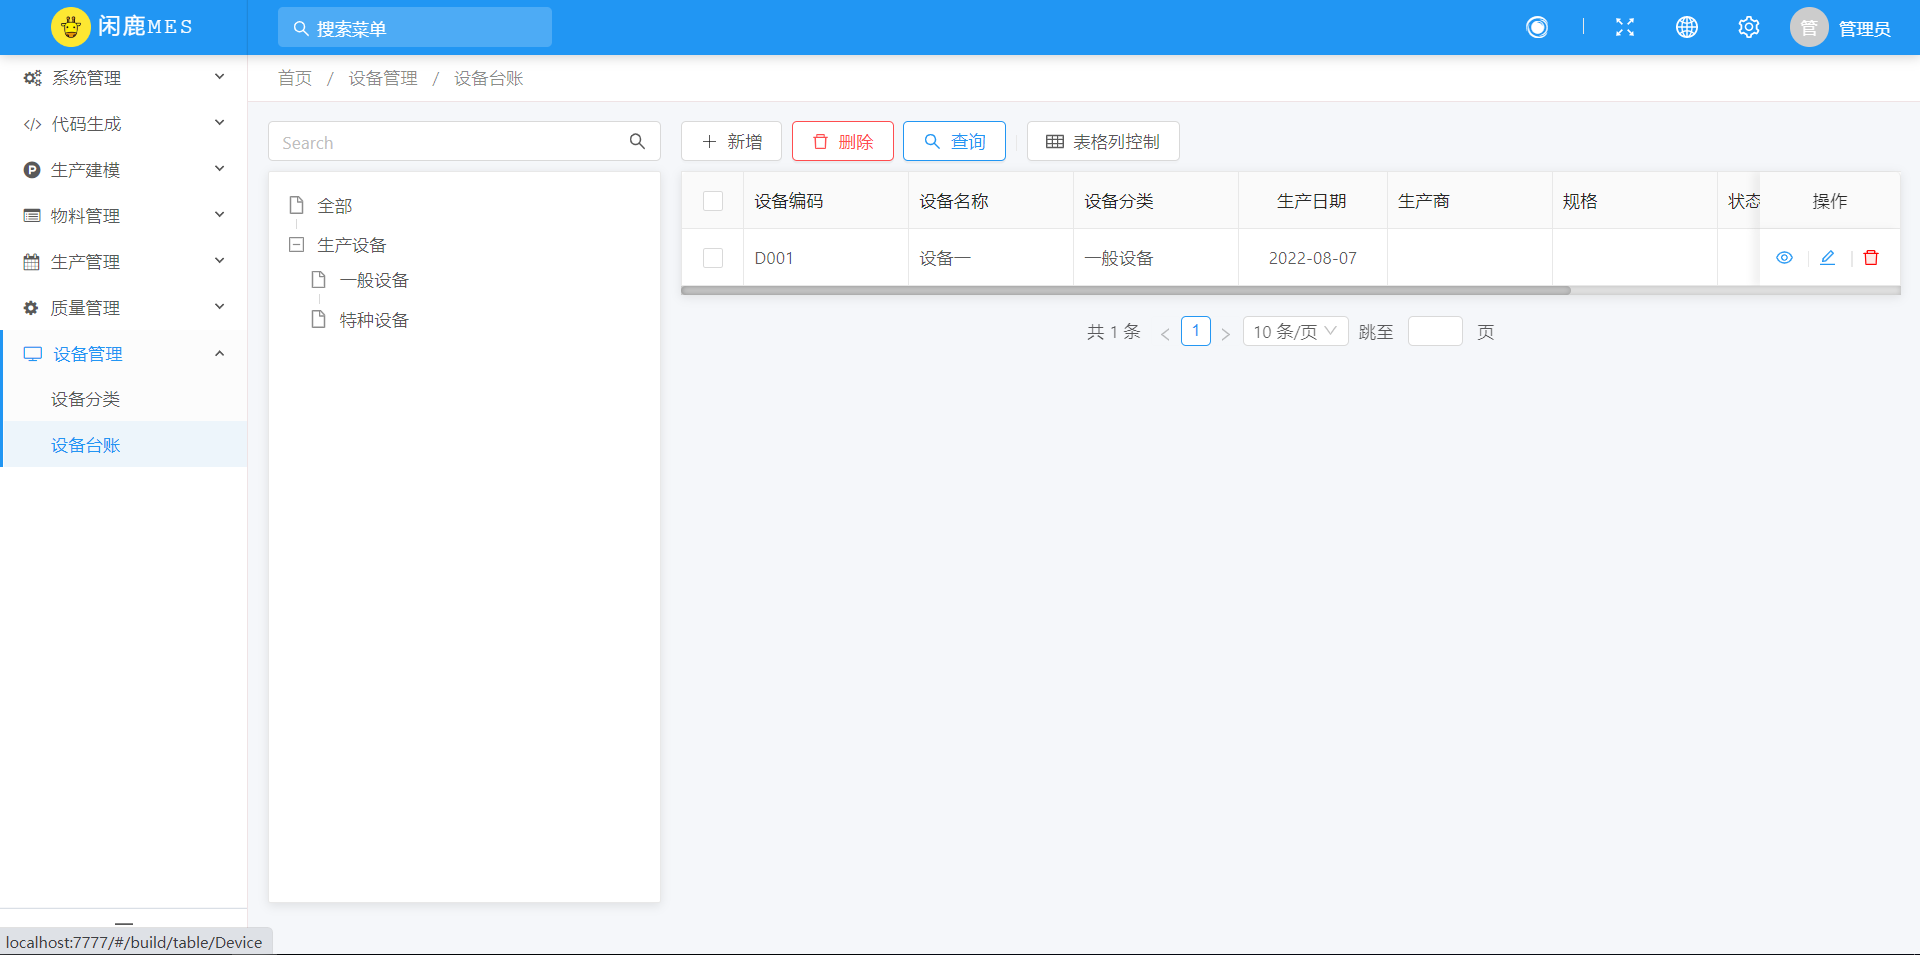 闲鹿MES
搜索菜单
管
管理员
系统管理
代码生成
生产建模
物料管理
生产管理
质量管理
设备管理
设备分类
设备台账
首页 / 设备管理 / 设备台账
Search
全部
生产设备
一般设备
特种设备
新增
删除
查询
表格列控制
设备编码 设备名称 设备分类 生产日期 生产商 规格 状态 操作
D001 设备一 一般设备 2022-08-07
共 1 条 < 1 > 10 条/页 跳至 页
localhost:7777/#/build/table/Device